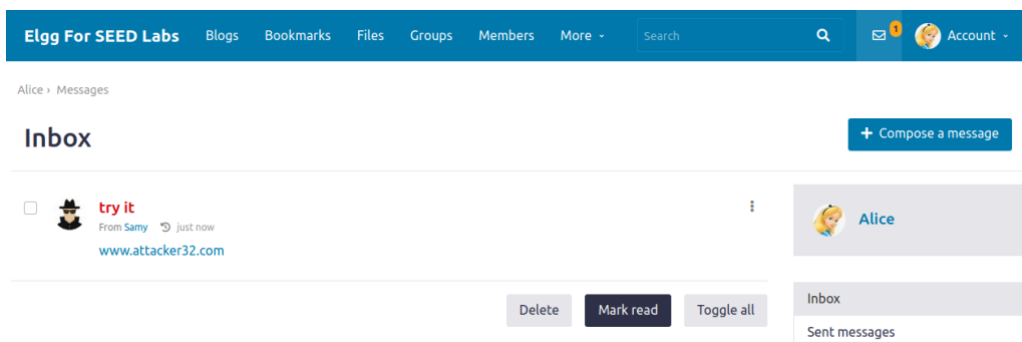 Elgg For SEED Labs Blogs Bookmarks Files Groups Members More Search 1 Account
Alice › Messages
Inbox
+ Compose a message
try it
From Samy just now
www.attacker32.com
Alice
Delete Mark read Toggle all
Inbox
Sent messages